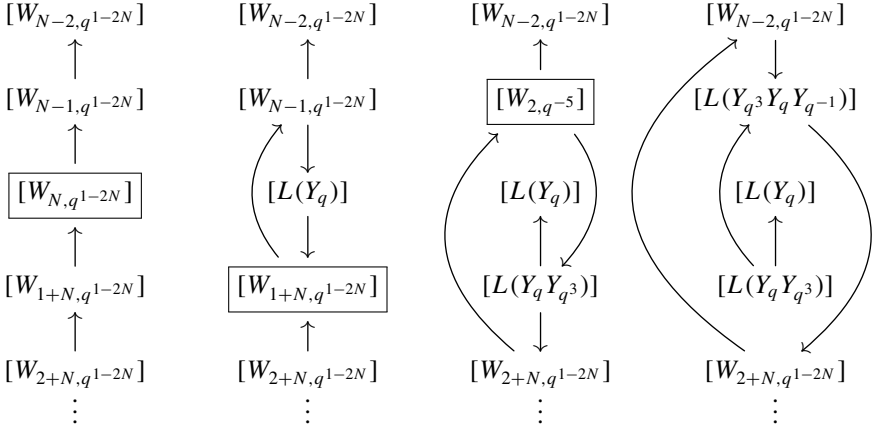 [W_{N-2,q^{1-2N}}] [W_{N-2,q^{1-2N}}] [W_{N-2,q^{1-2N}}] [W_{N-2,q^{1-2N}}]
[W_{N-1,q^{1-2N}}] [W_{N-1,q^{1-2N}}] [W_{2,q^{-5}}] [L(Y_{q^3}Y_qY_{q^{-1}})]
[W_{N,q^{1-2N}}] [L(Y_q)] [L(Y_q)] [L(Y_q)]
[W_{1+N,q^{1-2N}}] [W_{1+N,q^{1-2N}}] [L(Y_qY_{q^3})] [L(Y_qY_{q^3})]
[W_{2+N,q^{1-2N}}] [W_{2+N,q^{1-2N}}] [W_{2+N,q^{1-2N}}] [W_{2+N,q^{1-2N}}]
⋮ ⋮ ⋮ ⋮